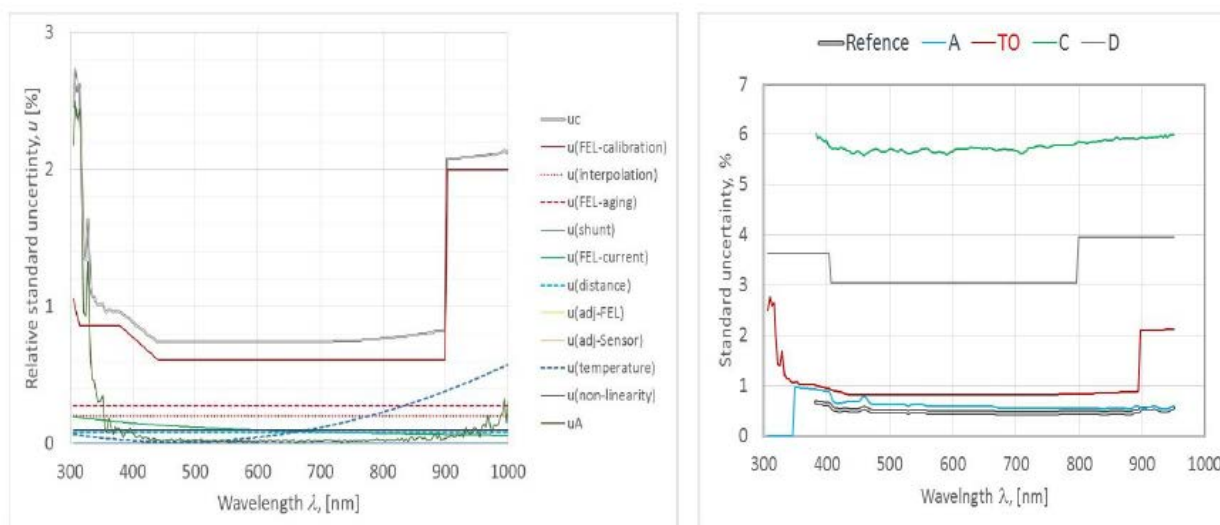 3
2
1
0
300 400 500 600 700 800 900 1000
Relative standard uncertinty, u [%]
Wavelength λ, [nm]
uc
u(FEL-calibration)
u(interpolation)
u(FEL-aging)
u(shunt)
u(FEL-current)
u(distance)
u(adj-FEL)
u(adj-Sensor)
u(temperature)
u(non-linearity)
uA
Refence A TO C D
7
6
5
4
3
2
1
0
300 400 500 600 700 800 900 1000
Standard uncertainty, %
Wavelnght λ, [nm]